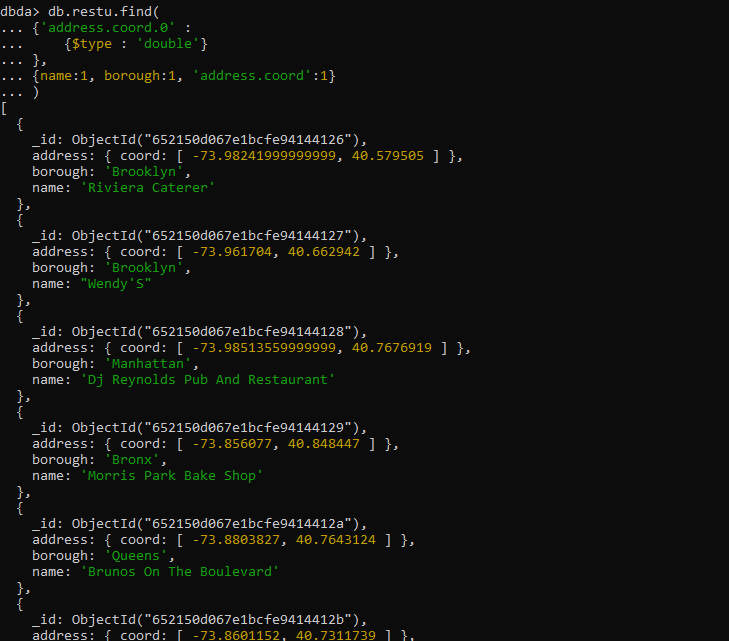 dbda> db.restu.find(
... {'address.coord.0' :
...     {$type : 'double'}
... },
... {name:1, borough:1, 'address.coord':1}
... )
[
  {
    _id: ObjectId("652150d067e1bcfe94144126"),
    address: { coord: [ -73.98241999999999, 40.579505 ] },
    borough: 'Brooklyn',
    name: 'Riviera Caterer'
  },
  {
    _id: ObjectId("652150d067e1bcfe94144127"),
    address: { coord: [ -73.961704, 40.662942 ] },
    borough: 'Brooklyn',
    name: "Wendy'S"
  },
  {
    _id: ObjectId("652150d067e1bcfe94144128"),
    address: { coord: [ -73.98513559999999, 40.7676919 ] },
    borough: 'Manhattan',
    name: 'Dj Reynolds Pub And Restaurant'
  },
  {
    _id: ObjectId("652150d067e1bcfe94144129"),
    address: { coord: [ -73.856077, 40.848447 ] },
    borough: 'Bronx',
    name: 'Morris Park Bake Shop'
  },
  {
    _id: ObjectId("652150d067e1bcfe9414412a"),
    address: { coord: [ -73.8803827, 40.7643124 ] },
    borough: 'Queens',
    name: 'Brunos On The Boulevard'
  },
  {
    _id: ObjectId("652150d067e1bcfe9414412b"),
    address: { coord: [ -73.8601152, 40.7311739 ] },